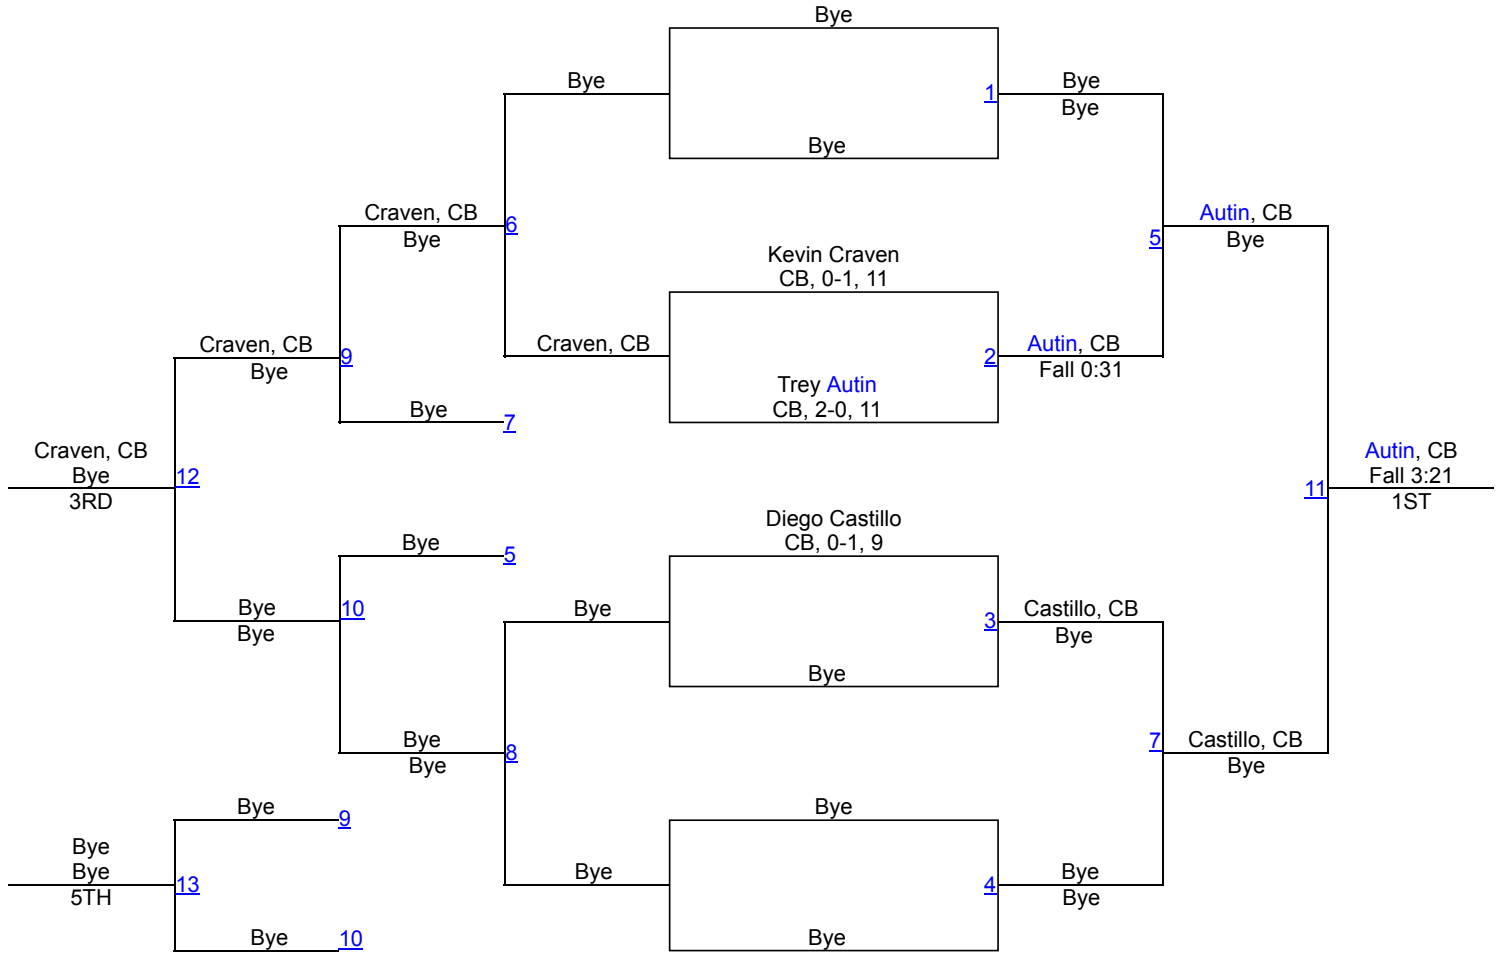 Bye
Bye
Bye
1
Bye
Bye
Craven, CB
Bye
6
Autin, CB
Bye
5
Kevin Craven
CB, 0-1, 11
Craven, CB
Bye
9
Craven, CB
2
Autin, CB
Fall 0:31
Trey Autin
CB, 2-0, 11
Bye
7
Craven, CB
Bye
3RD
12
Autin, CB
Fall 3:21
1ST
11
Diego Castillo
CB, 0-1, 9
Bye
5
Bye
Bye
10
Bye
3
Castillo, CB
Bye
Bye
Bye
Bye
8
7
Castillo, CB
Bye
Bye
9
Bye
Bye
Bye
5TH
13
Bye
4
Bye
Bye
Bye
10
Bye